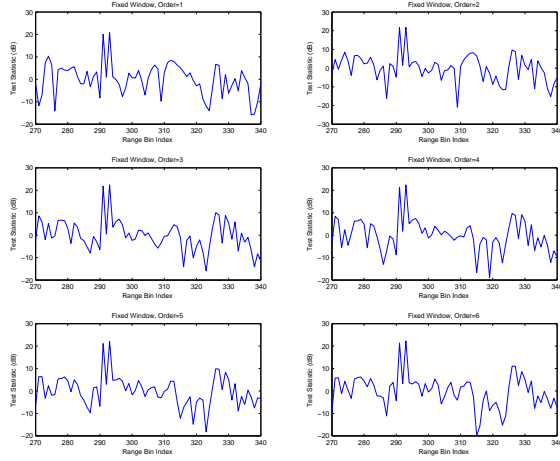 Fixed Window, Order=1
30
20
10
0
−10
−20
270 280 290 300 310 320 330 340
Test Statistic (dB)
Range Bin Index
Fixed Window, Order=2
30
20
10
0
−10
−20
−30
270 280 290 300 310 320 330 340
Test Statistic (dB)
Range Bin Index
Fixed Window, Order=3
30
20
10
0
−10
−20
270 280 290 300 310 320 330 340
Test Statistic (dB)
Range Bin Index
Fixed Window, Order=4
30
20
10
0
−10
−20
270 280 290 300 310 320 330 340
Test Statistic (dB)
Range Bin Index
Fixed Window, Order=5
30
20
10
0
−10
−20
270 280 290 300 310 320 330 340
Test Statistic (dB)
Range Bin Index
Fixed Window, Order=6
30
20
10
0
−10
−20
270 280 290 300 310 320 330 340
Test Statistic (dB)
Range Bin Index